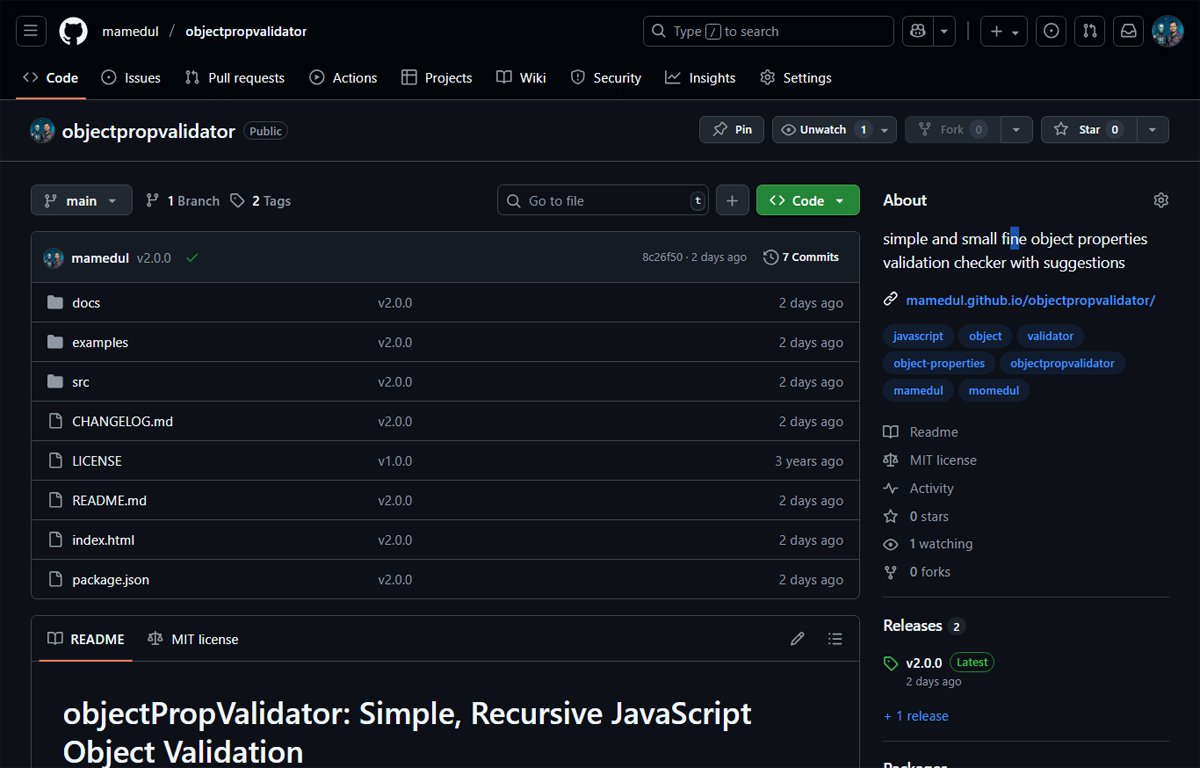 mamedul / objectpropvalidator
Type / to search
Code Issues Pull requests Actions Projects Wiki Security Insights Settings
objectpropvalidator Public
Pin Unwatch 1 Fork 0 Star 0
main 1 Branch 2 Tags Go to file t + Code
mamedul v2.0.0 8c26f50 · 2 days ago 7 Commits
docs v2.0.0 2 days ago
examples v2.0.0 2 days ago
src v2.0.0 2 days ago
CHANGELOG.md v2.0.0 2 days ago
LICENSE v1.0.0 3 years ago
README.md v2.0.0 2 days ago
index.html v2.0.0 2 days ago
package.json v2.0.0 2 days ago
README MIT license
objectPropValidator: Simple, Recursive JavaScript
Object Validation
About
simple and small fine object properties
validation checker with suggestions
mamedul.github.io/objectpropvalidator/
javascript object validator
object-properties objectpropvalidator
mamedul momedul
Readme
MIT license
Activity
0 stars
1 watching
0 forks
Releases 2
v2.0.0 Latest
2 days ago
+ 1 release
Packages